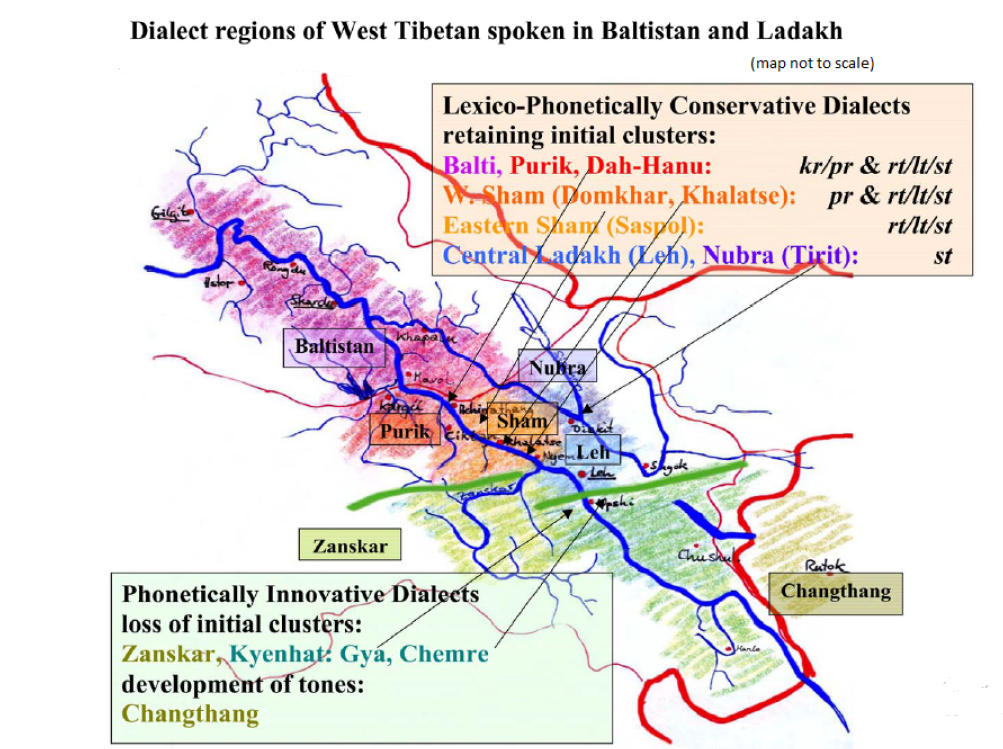 Dialect regions of West Tibetan spoken in Baltistan and Ladakh
(map not to scale)
Lexico-Phonetically Conservative Dialects
retaining initial clusters:
Balti, Purik, Dah-Hanu: kr/pr & rt/lt/st
W. Sham (Domkhar, Khalatse): pr & rt/lt/st
Eastern Sham (Saspol): rt/lt/st
Central Ladakh (Leh), Nubra (Tirit): st
Gilgit
Rongdu
Astor
Skardu
Baltistan
Khapalu
Nubra
Kargil
Purik
Sham
Diskit
Khalatse
Leh
Leh
Zanskar
Upshi
Zanskar
Chushul
Rutok
Changthang
Hanle
Phonetically Innovative Dialects
loss of initial clusters:
Zanskar, Kyenhat: Gya, Chemre
development of tones:
Changthang